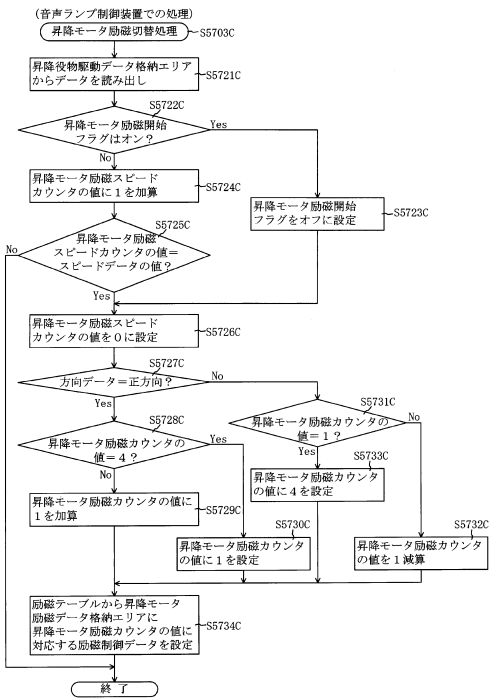 (音声ランプ制御装置での処理)
昇降モータ励磁切替処理
S5703C
昇降役物駆動データ格納エリア
からデータを読み出し
S5721C
S5722C
昇降モータ励磁開始
フラグはオン?
Yes
No
昇降モータ励磁スピード
カウンタの値に1を加算
S5724C
昇降モータ励磁開始
フラグをオフに設定
S5723C
S5725C
昇降モータ励磁
スピードカウンタの値=
スピードデータの値?
No
Yes
昇降モータ励磁スピード
カウンタの値を0に設定
S5726C
S5727C
方向データ=正方向?
No
Yes
S5728C
昇降モータ励磁カウンタの
値=4?
Yes
No
S5731C
昇降モータ励磁カウンタの
値=1?
No
Yes
S5733C
昇降モータ励磁カウンタ
の値に4を設定
昇降モータ励磁カウンタの値に
1を加算
S5729C
S5730C
昇降モータ励磁カウンタ
の値に1を設定
S5732C
昇降モータ励磁カウンタ
の値を1減算
励磁テーブルから昇降モータ
励磁データ格納エリアに
昇降モータ励磁カウンタの値に
対応する励磁制御データを設定
S5734C
終了